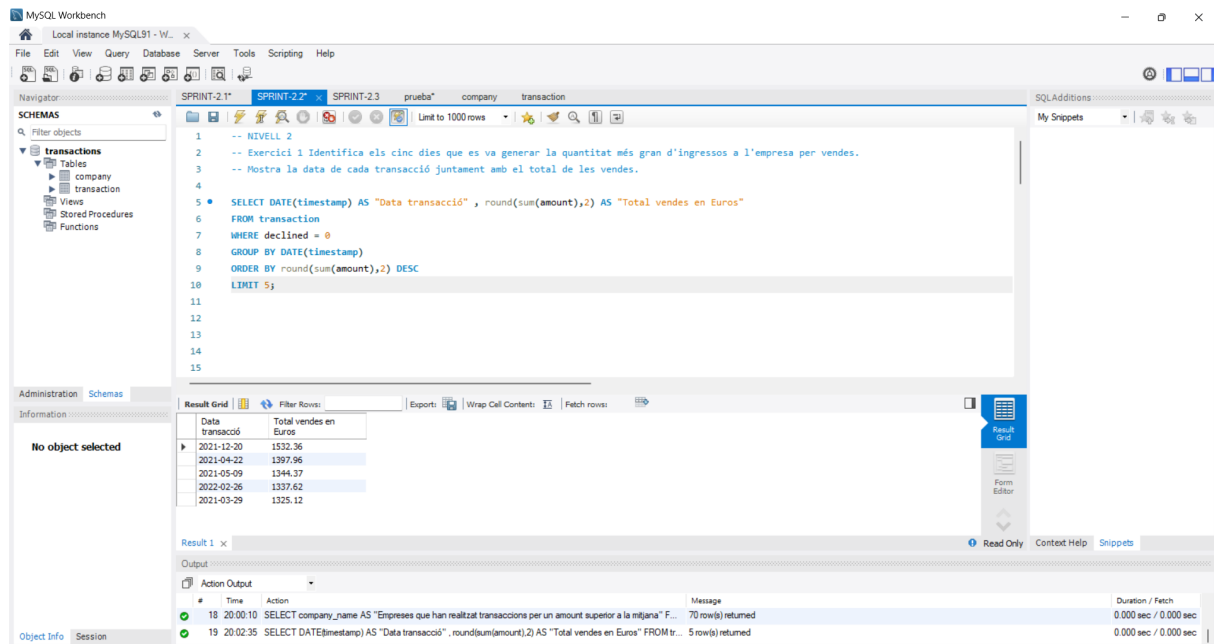 MySQL Workbench
Local instance MySQL91 - W...
File Edit View Query Database Server Tools Scripting Help
Navigator
SCHEMAS
Filter objects
transactions
Tables
company
transaction
Views
Stored Procedures
Functions
Administration Schemas
Information
No object selected
Object Info Session
SPRINT-2.1* SPRINT-2.2* SPRINT-2.3 prueba* company transaction
Limit to 1000 rows
1 -- NIVELL 2
2 -- Exercici 1 Identifica els cinc dies que es va generar la quantitat més gran d'ingressos a l'empresa per vendes.
3 -- Mostra la data de cada transacció juntament amb el total de les vendes.
4
5 SELECT DATE(timestamp) AS "Data transacció" , round(sum(amount),2) AS "Total vendes en Euros"
6 FROM transaction
7 WHERE declined = 0
8 GROUP BY DATE(timestamp)
9 ORDER BY round(sum(amount),2) DESC
10 LIMIT 5;
11
12
13
14
15
Result Grid Filter Rows: Export: Wrap Cell Content: Fetch rows:
Data transacció Total vendes en Euros
2021-12-20 1532.36
2021-04-22 1397.96
2021-05-09 1344.37
2022-02-26 1337.62
2021-03-29 1325.12
Result Grid
Form Editor
Result 1
Read Only
Output
Action Output
# Time Action Message Duration / Fetch
18 20:00:10 SELECT company_name AS "Empreses que han realitzat transaccions per un amount superior a la mitjana" F... 70 row(s) returned 0.000 sec / 0.000 sec
19 20:02:35 SELECT DATE(timestamp) AS "Data transacció" , round(sum(amount),2) AS "Total vendes en Euros" FROM tr... 5 row(s) returned 0.000 sec / 0.000 sec
SQLAdditions
My Snippets
Context Help Snippets